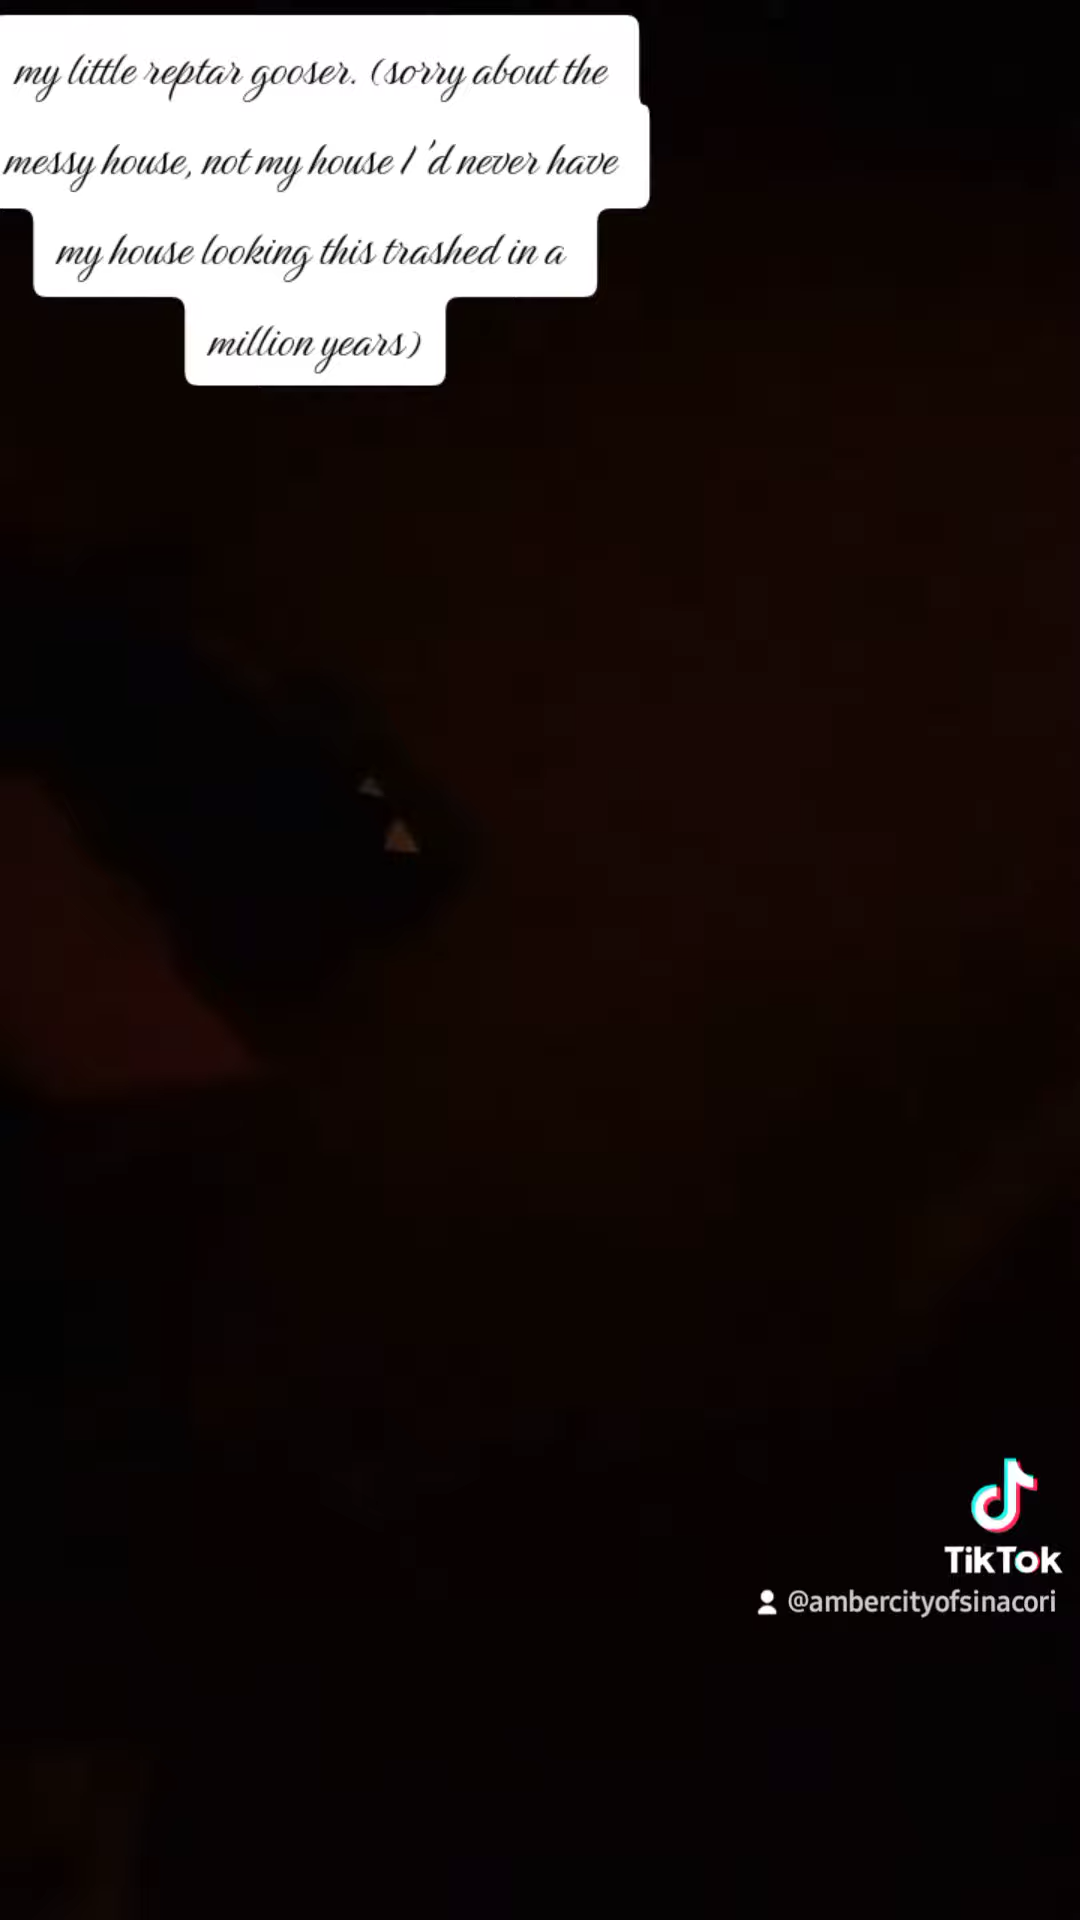 my little reptar gooser. (sorry about the
messy house, not my house I'd never have
my house looking this trashed in a
million years)
TikTok
@ambercityofsinacori